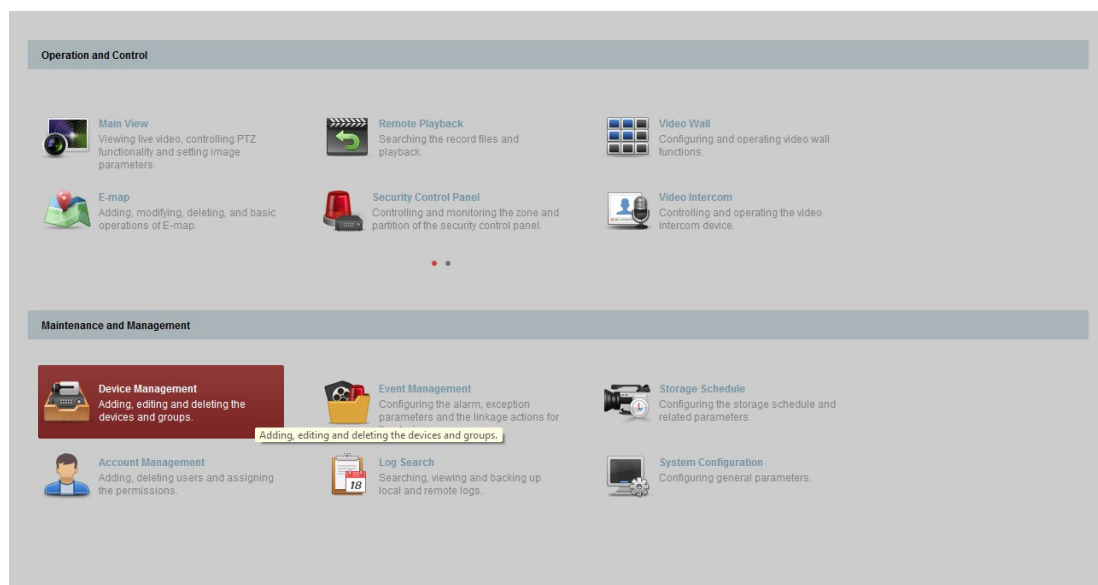 Operation and Control
Main View
Viewing live video, controlling PTZ
functionality and setting image
parameters.
Remote Playback
Searching the record files and
playback.
Video Wall
Configuring and operating video wall
functions.
E-map
Adding, modifying, deleting, and basic
operations of E-map.
Security Control Panel
Controlling and monitoring the zone and
partition of the security control panel.
Video Intercom
Controlling and operating the video
intercom device.
Maintenance and Management
Device Management
Adding, editing and deleting the
devices and groups.
Event Management
Configuring the alarm, exception
parameters and the linkage actions for
Adding, editing and deleting the devices and groups.
Storage Schedule
Configuring the storage schedule and
related parameters.
Account Management
Adding, deleting users and assigning
the permissions.
Log Search
Searching, viewing and backing up
local and remote logs.
18
System Configuration
Configuring general parameters.